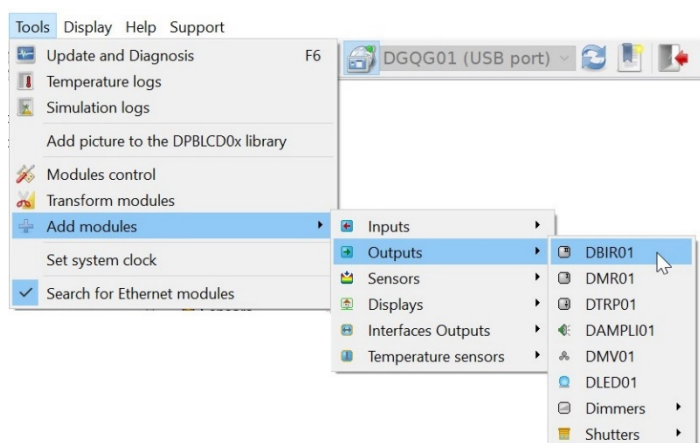 Tools Display Help Support
Update and Diagnosis F6
DGQG01 (USB port)
Temperature logs
Simulation logs
Add picture to the DPBLCD0x library
Modules control
Transform modules
Add modules
Inputs
Set system clock
Outputs
DBIR01
Search for Ethernet modules
Sensors
DMR01
Displays
DTRP01
Interfaces Outputs
DAMPLI01
Temperature sensors
DMV01
DLED01
Dimmers
Shutters